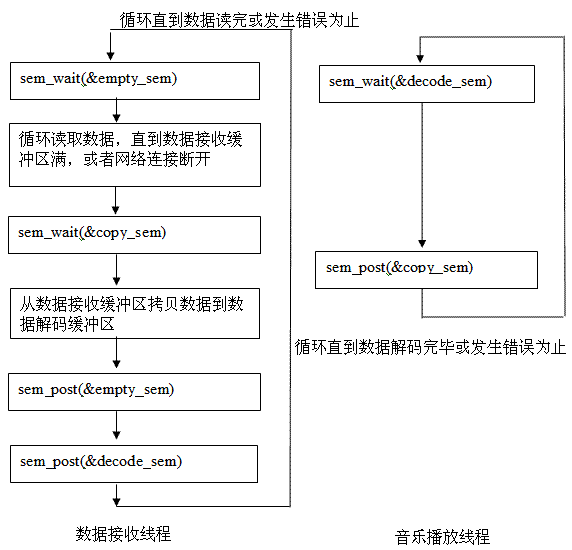 循环直到数据读完或发生错误为止
sem_wait(&empty_sem)
循环读取数据，直到数据接收缓
冲区满，或者网络连接断开
sem_wait(&copy_sem)
从数据接收缓冲区拷贝数据到数
据解码缓冲区
sem_post(&empty_sem)
sem_post(&decode_sem)
数据接收线程
sem_wait(&decode_sem)
sem_post(&copy_sem)
循环直到数据解码完毕或发生错误为止
音乐播放线程